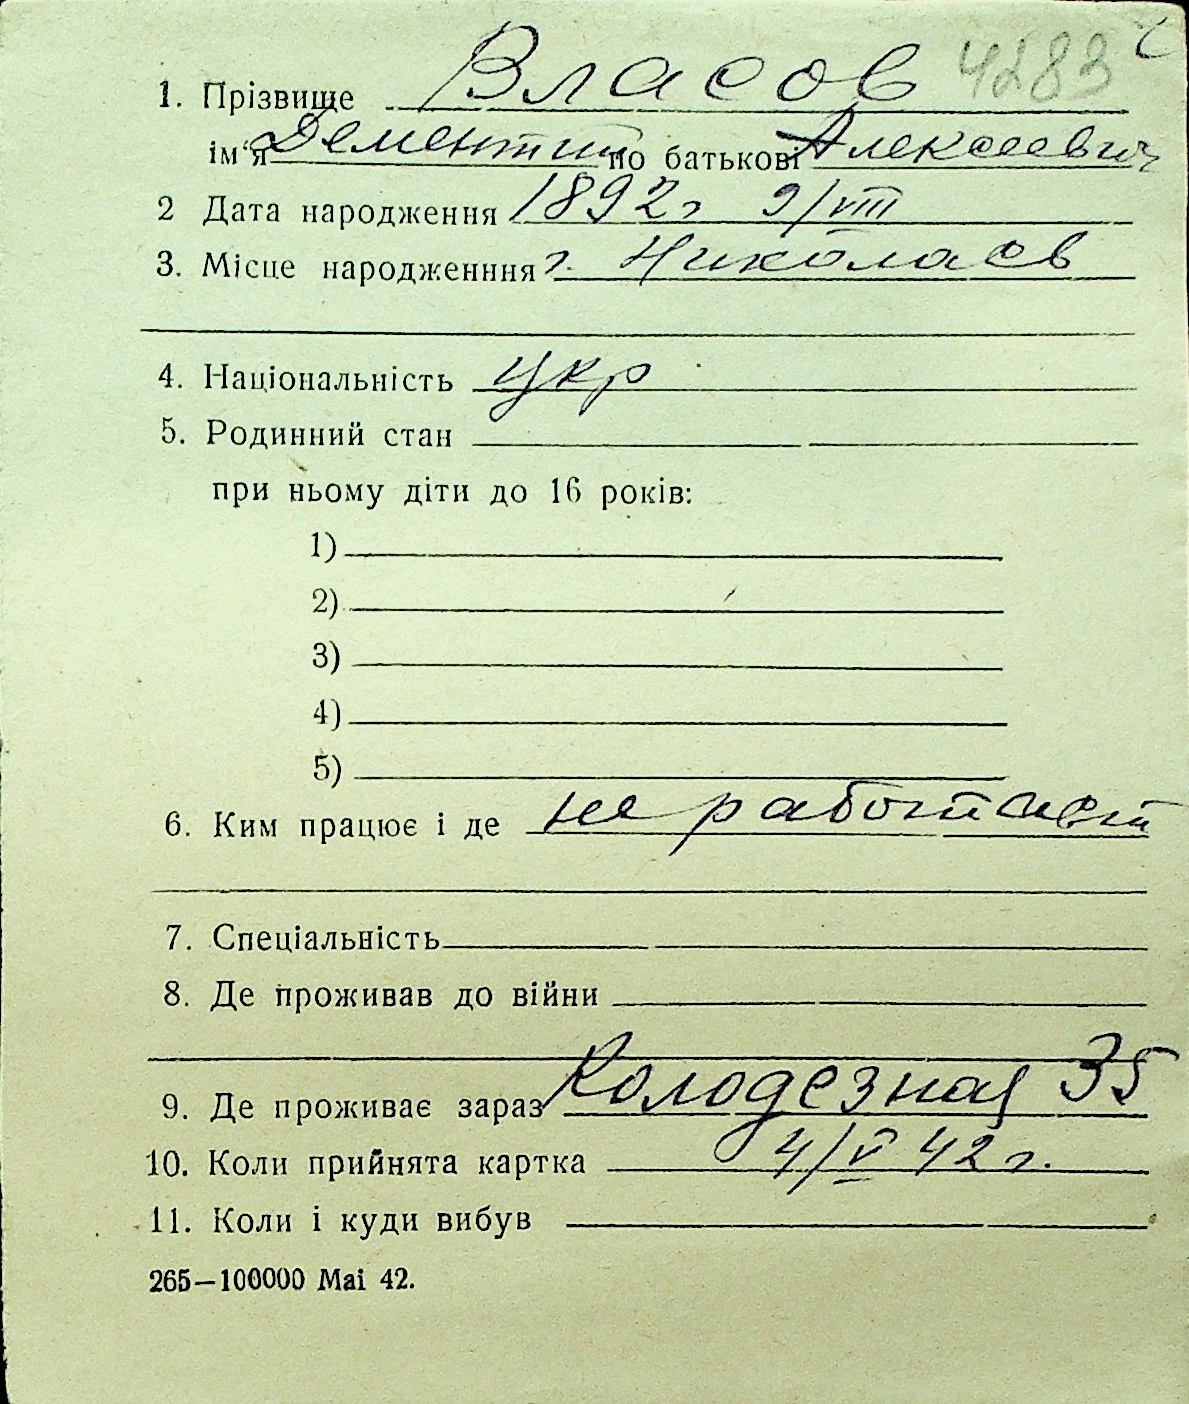 1. Прізвище Власов 4283
ім'я Дементий по батькові Алексеевич
2 Дата народження 1892 г 9/VIII
3. Місце народженння г. Николаев
4. Національність укр
5. Родинний стан
при ньому діти до 16 років:
1)
2)
3)
4)
5)
6. Ким працює і де не работает
7. Спеціальність
8. Де проживав до війни
9. Де проживає зараз Колодезная 35
10. Коли прийнята картка 4/V 42 г.
11. Коли і куди вибув
265—100000 Mai 42.